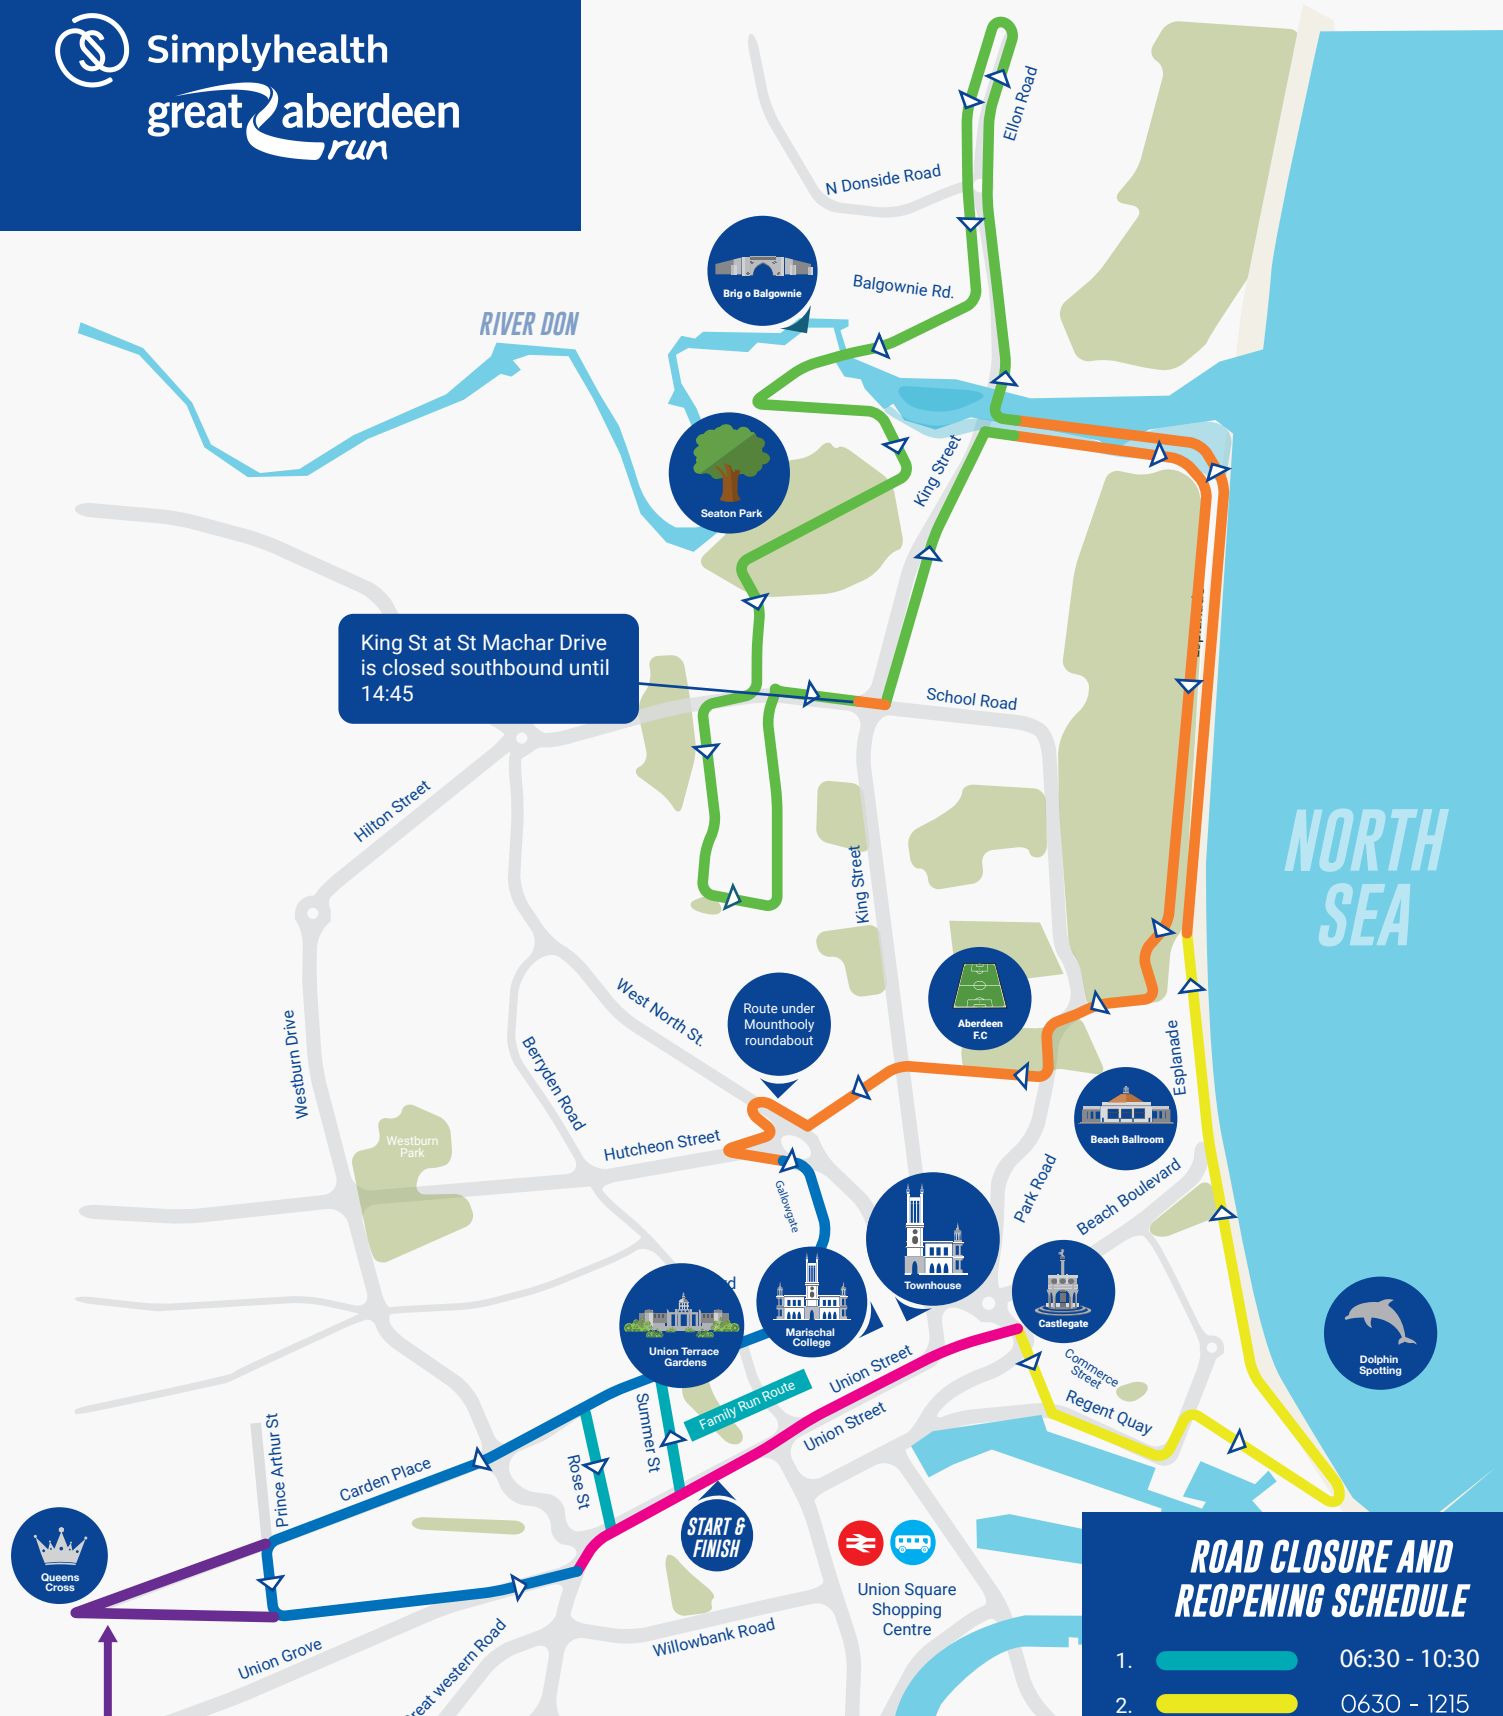 Simplyhealth
great aberdeen
run
Ellon Road
N Donside Road
Brig o Balgownie
Balgownie Rd.
RIVER DON
Seaton Park
King Street
King St at St Machar Drive
is closed southbound until
14:45
School Road
Hilton Street
NORTH
SEA
King Street
West North St.
Route under
Mounthooly
roundabout
Aberdeen
F.C
Westburn Drive
Berryden Road
Esplanade
Beach Ballroom
Westburn
Park
Hutcheon Street
Gallowgate
Park Road
Beach Boulevard
Townhouse
Castlegate
Marischal
College
Union Terrace
Gardens
Dolphin
Spotting
Commerce
Street
Union Street
Family Run Route
Union Street
Regent Quay
Summer St
Rose St
Prince Arthur St
Carden Place
START &
FINISH
Queens
Cross
Union Square
Shopping
Centre
Willowbank Road
Union Grove
reat western Road
ROAD CLOSURE AND
REOPENING SCHEDULE
1. 06:30 - 10:30
2. 0630 - 1215